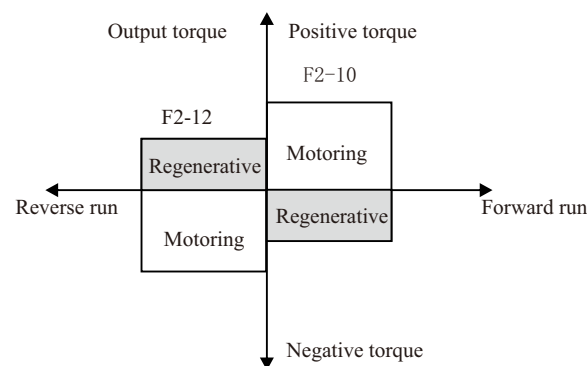 Output torque
Positive torque
F2-10
F2-12
Regenerative
Motoring
Reverse run
Regenerative
Forward run
Motoring
Negative torque